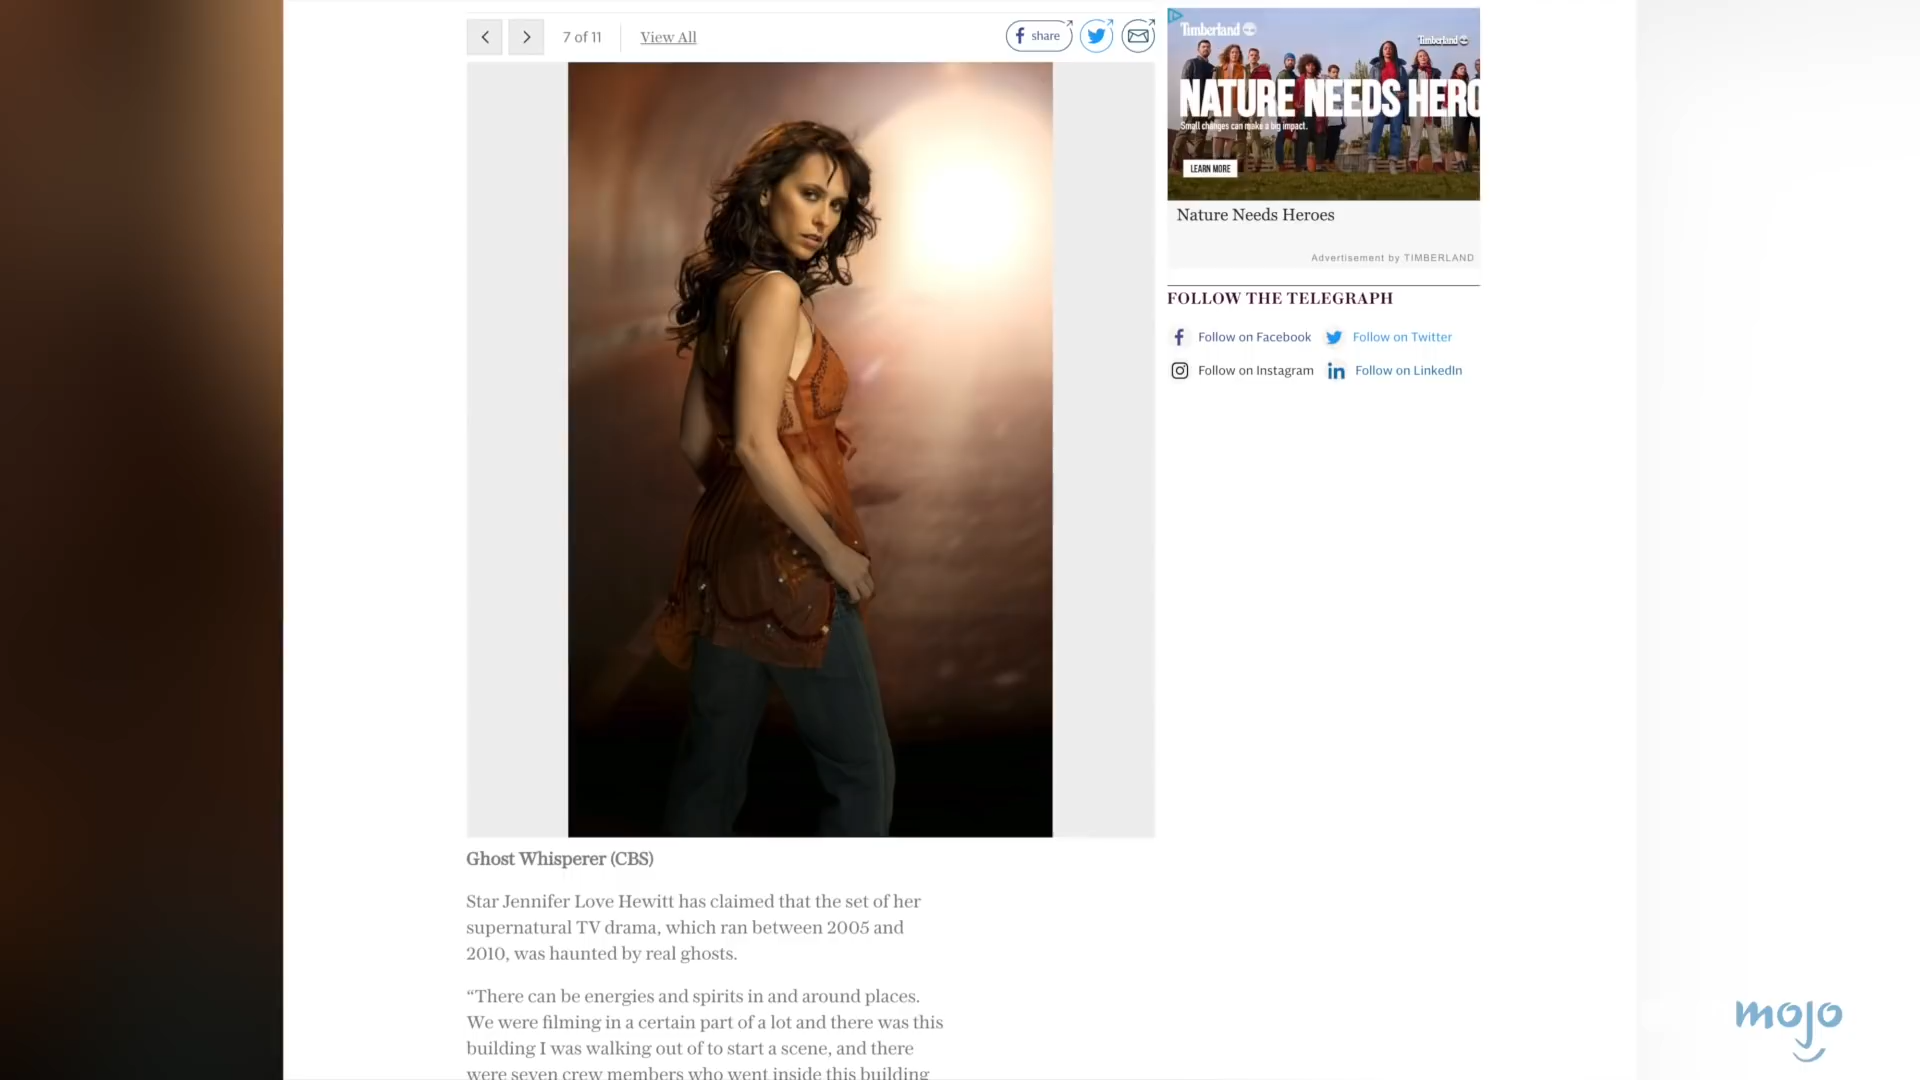 7 of 11
View All
share
Timberland
Timberland
NATURE NEEDS HERO
Small changes can make a big impact.
LEARN MORE
Nature Needs Heroes
Advertisement by TIMBERLAND
FOLLOW THE TELEGRAPH
Follow on Facebook
Follow on Twitter
Follow on Instagram
Follow on LinkedIn
Ghost Whisperer (CBS)
Star Jennifer Love Hewitt has claimed that the set of her
supernatural TV drama, which ran between 2005 and
2010, was haunted by real ghosts.
“There can be energies and spirits in and around places.
We were filming in a certain part of a lot and there was this
building I was walking out of to start a scene, and there
were seven crew members who went inside this building
mojo